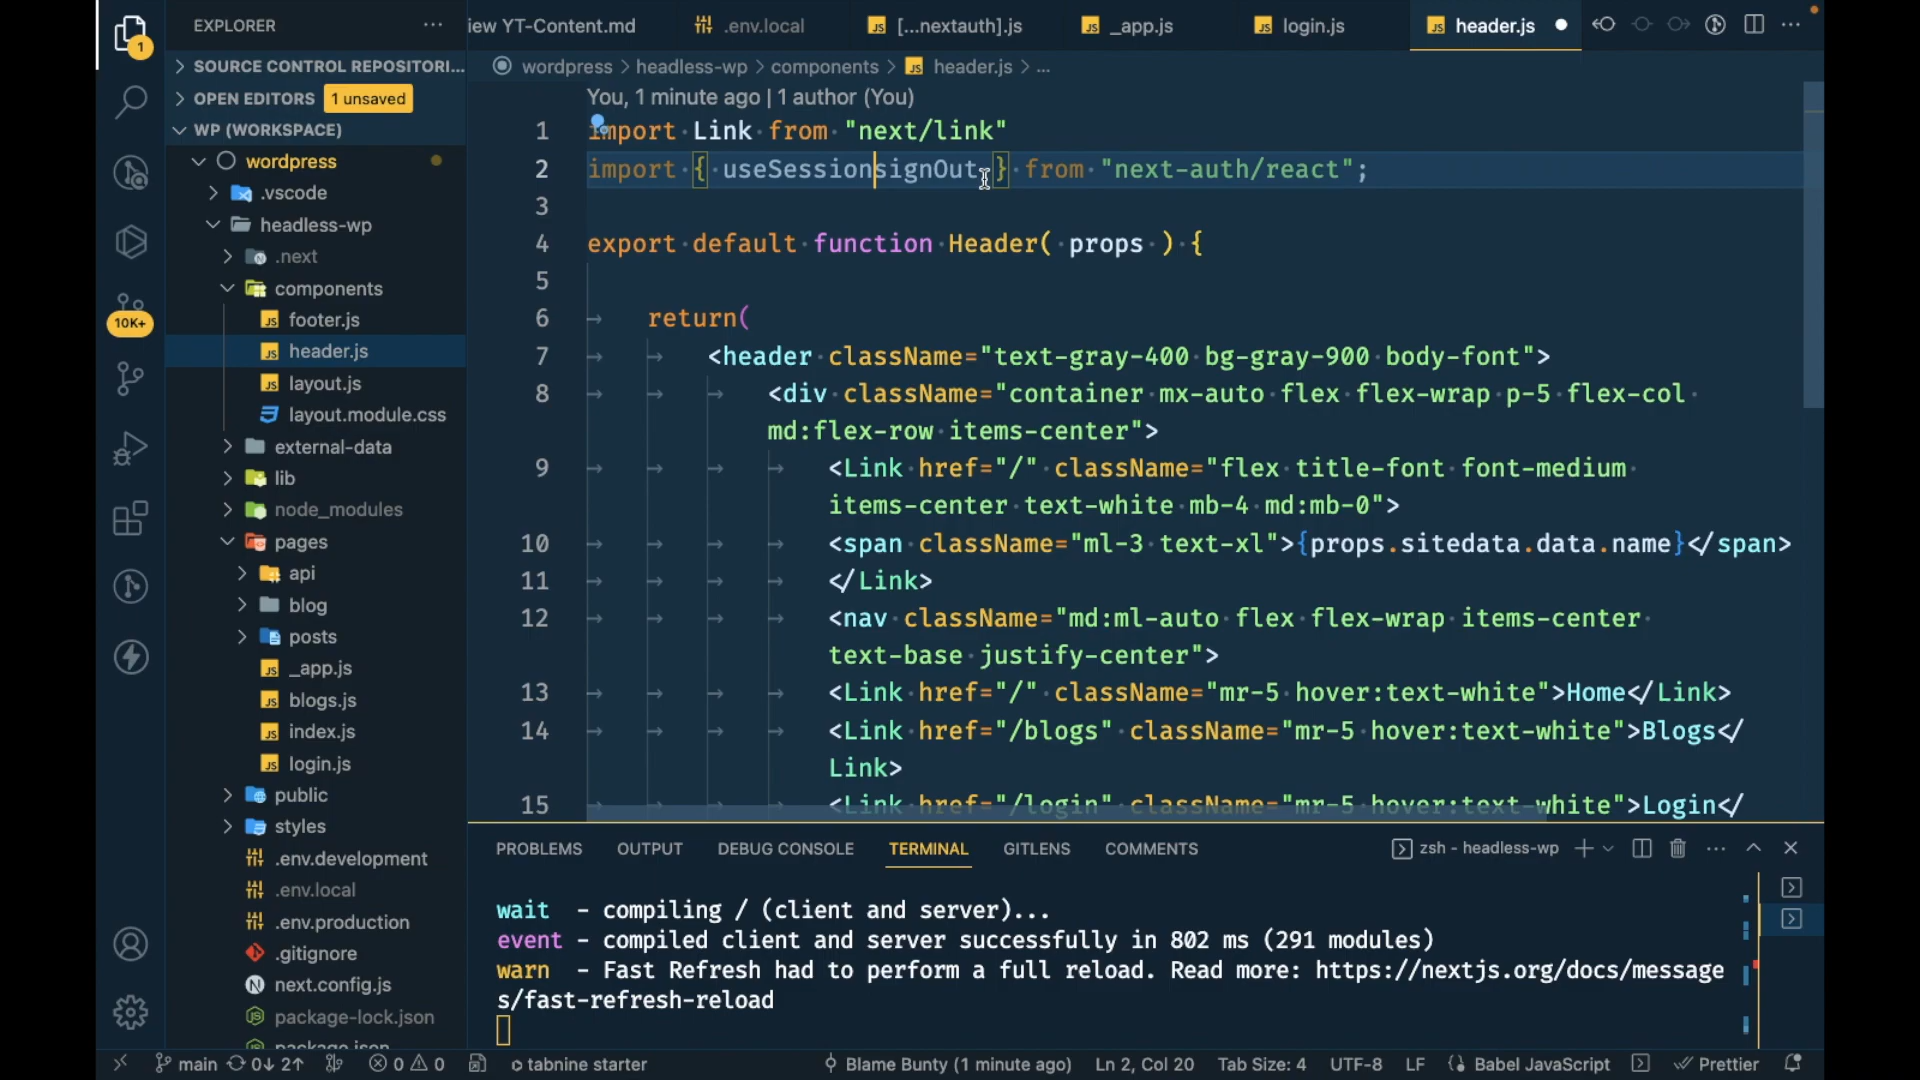 EXPLORER
iew YT-Content.md
.env.local
[...nextauth].js
_app.js
login.js
header.js
1
SOURCE CONTROL REPOSITORI...
OPEN EDITORS 1 unsaved
WP (WORKSPACE)
wordpress
.vscode
headless-wp
.next
components
footer.js
header.js
layout.js
layout.module.css
external-data
lib
node_modules
pages
api
blog
posts
_app.js
blogs.js
index.js
login.js
public
styles
.env.development
.env.local
.env.production
.gitignore
next.config.js
package-lock.json
package.json
10K+
wordpress > headless-wp > components > header.js > ...
You, 1 minute ago | 1 author (You)
1 import Link from "next/link"
2 import { useSessionsignOut } from "next-auth/react";
3
4 export default function Header( props ) {
5
6 return(
7 <header className="text-gray-400 bg-gray-900 body-font">
8 <div className="container mx-auto flex flex-wrap p-5 flex-col
md:flex-row items-center">
9 <Link href="/" className="flex title-font font-medium
items-center text-white mb-4 md:mb-0">
10 <span className="ml-3 text-xl">{props.sitedata.data.name}</span>
11 </Link>
12 <nav className="md:ml-auto flex flex-wrap items-center
text-base justify-center">
13 <Link href="/" className="mr-5 hover:text-white">Home</Link>
14 <Link href="/blogs" className="mr-5 hover:text-white">Blogs</
Link>
15 <Link href="/login" className="mr-5 hover:text-white">Login</
PROBLEMS OUTPUT DEBUG CONSOLE TERMINAL GITLENS COMMENTS zsh - headless-wp
wait - compiling / (client and server)...
event - compiled client and server successfully in 802 ms (291 modules)
warn - Fast Refresh had to perform a full reload. Read more: https://nextjs.org/docs/message
s/fast-refresh-reload
main 0↓ 2↑ 0 0 tabnine starter Blame Bunty (1 minute ago) Ln 2, Col 20 Tab Size: 4 UTF-8 LF Babel JavaScript Prettier